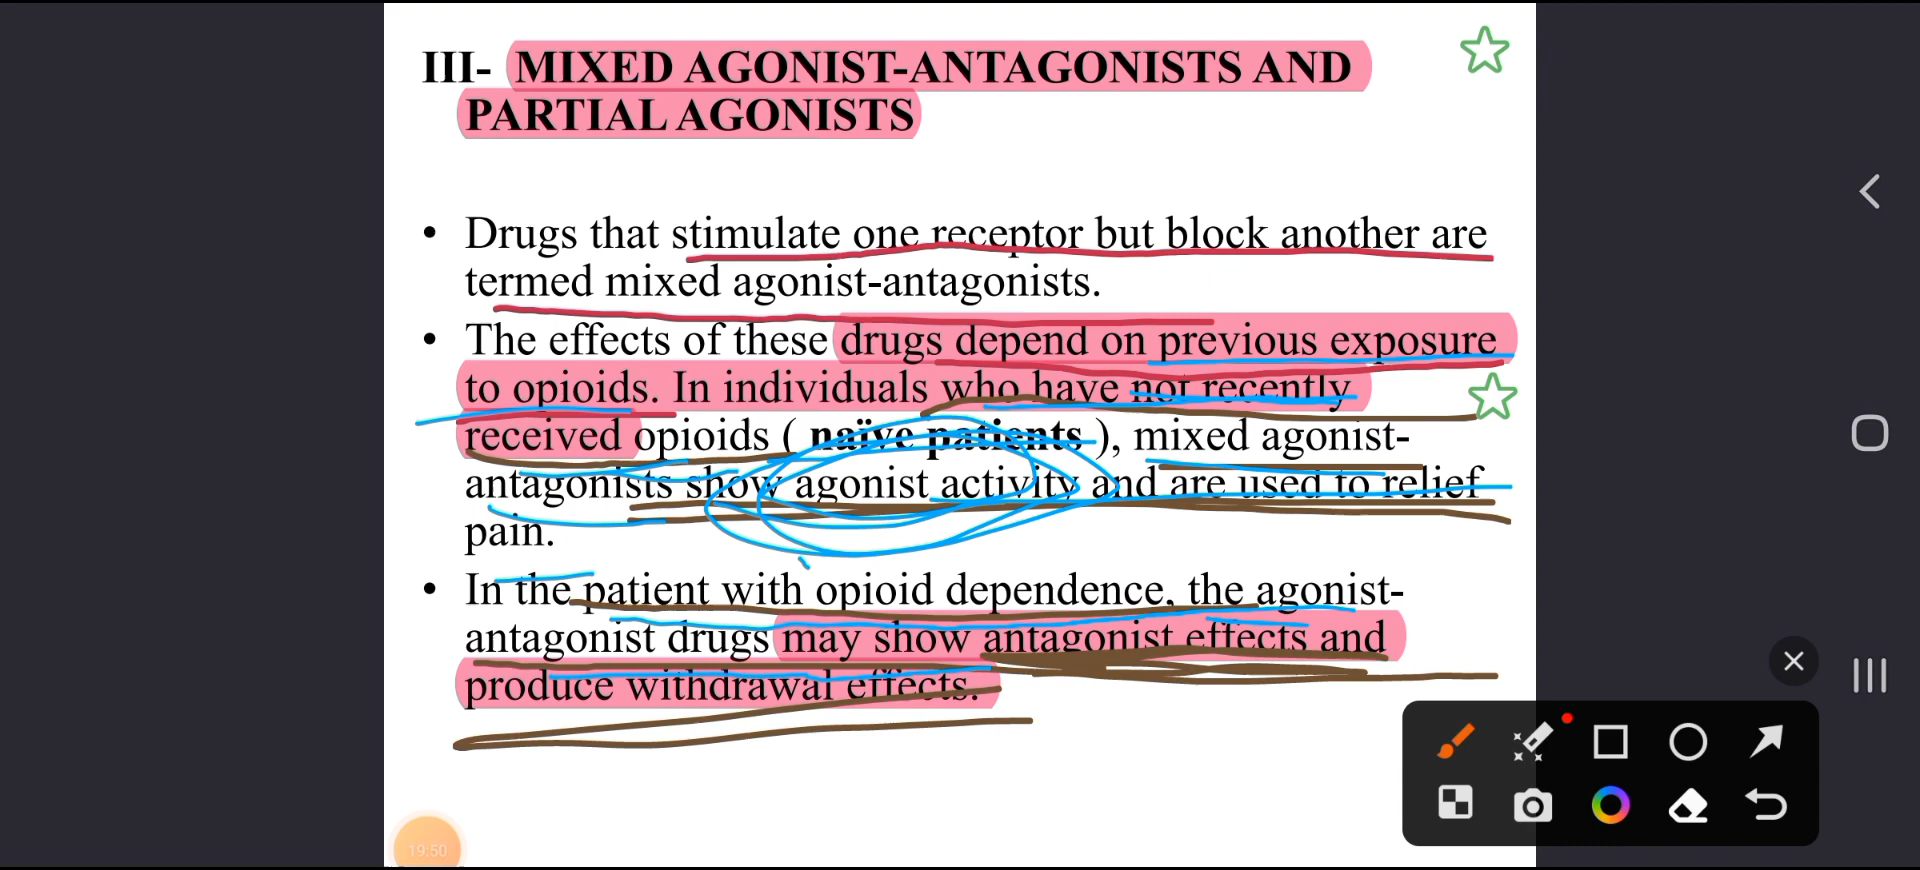 III- MIXED AGONIST-ANTAGONISTS AND
PARTIAL AGONISTS
• Drugs that stimulate one receptor but block another are
termed mixed agonist-antagonists.
• The effects of these drugs depend on previous exposure
to opioids. In individuals who have not recently
received opioids ( naïve patients ), mixed agonist-
antagonists show agonist activity and are used to relief
pain.
• In the patient with opioid dependence, the agonist-
antagonist drugs may show antagonist effects and
produce withdrawal effects.
19:50